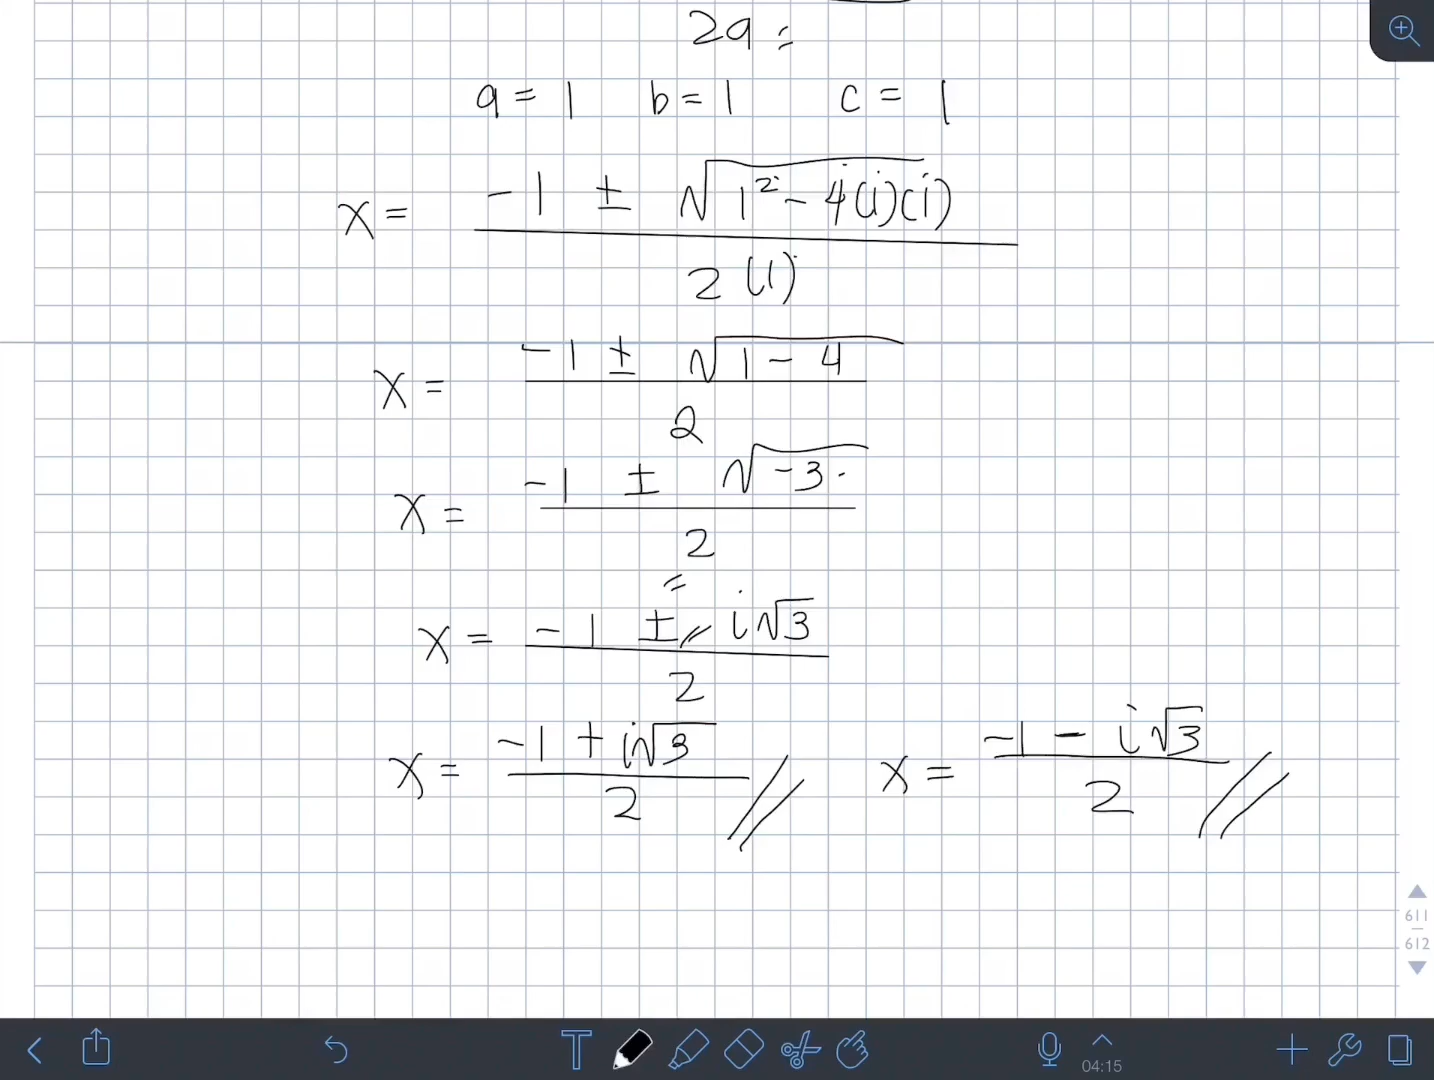 2a =
a = 1 b = 1 c = 1
x = (-1 ± √(1² - 4(1)(1))) / 2(1)
x = (-1 ± √(1 - 4)) / 2
x = (-1 ± √(-3)) / 2
=
x = (-1 ± i√3) / 2
x = (-1 + i√3) / 2 x = (-1 - i√3) / 2
611
612
T
04:15